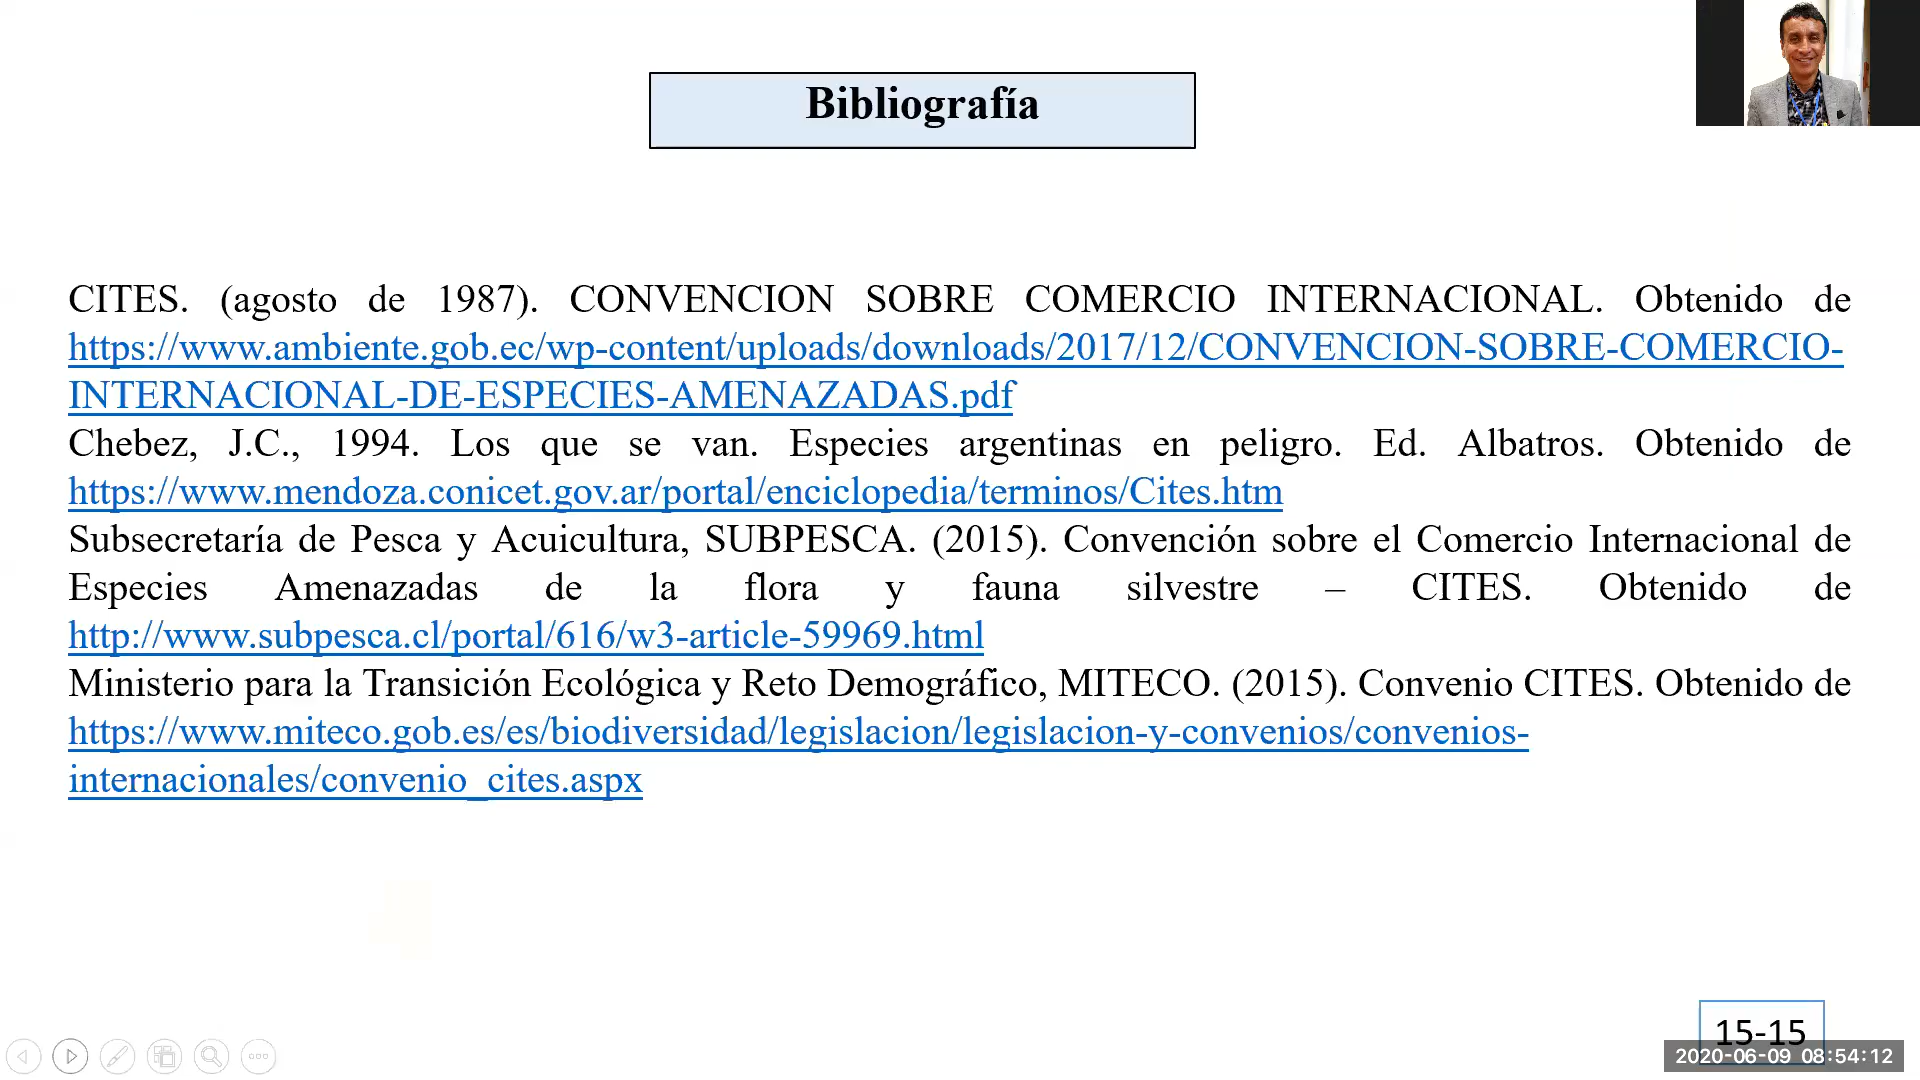 Bibliografía
CITES. (agosto de 1987). CONVENCION SOBRE COMERCIO INTERNACIONAL. Obtenido de
https://www.ambiente.gob.ec/wp-content/uploads/downloads/2017/12/CONVENCION-SOBRE-COMERCIO-
INTERNACIONAL-DE-ESPECIES-AMENAZADAS.pdf
Chebez, J.C., 1994. Los que se van. Especies argentinas en peligro. Ed. Albatros. Obtenido de
https://www.mendoza.conicet.gov.ar/portal/enciclopedia/terminos/Cites.htm
Subsecretaría de Pesca y Acuicultura, SUBPESCA. (2015). Convención sobre el Comercio Internacional de
Especies Amenazadas de la flora y fauna silvestre – CITES. Obtenido de
http://www.subpesca.cl/portal/616/w3-article-59969.html
Ministerio para la Transición Ecológica y Reto Demográfico, MITECO. (2015). Convenio CITES. Obtenido de
https://www.miteco.gob.es/es/biodiversidad/legislacion/legislacion-y-convenios/convenios-
internacionales/convenio_cites.aspx
15-15
2020-06-09 08:54:12